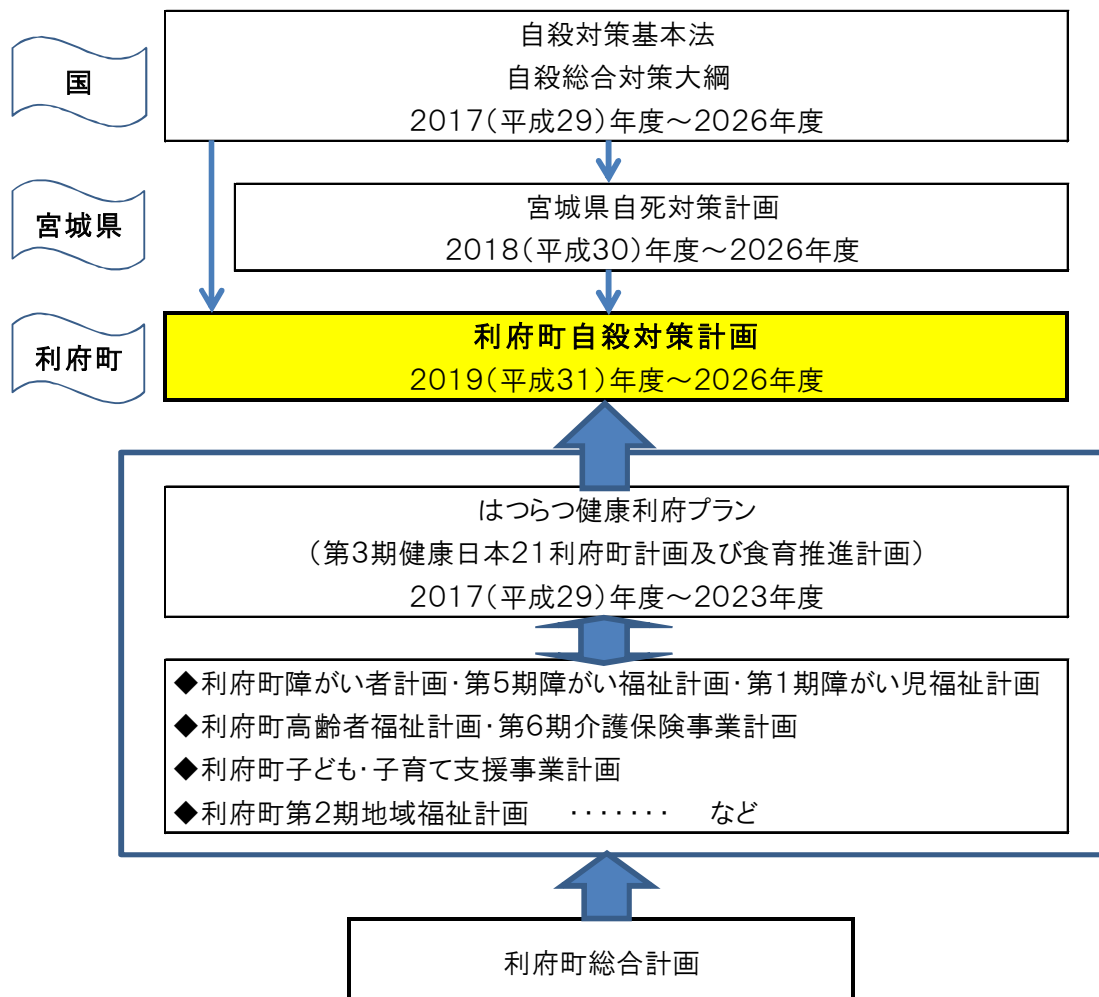 国
自殺対策基本法
自殺総合対策大綱
2017(平成29)年度～2026年度
宮城県
宮城県自死対策計画
2018(平成30)年度～2026年度
利府町
利府町自殺対策計画
2019(平成31)年度～2026年度
はつらつ健康利府プラン
(第3期健康日本21利府町計画及び食育推進計画)
2017(平成29)年度～2023年度
◆利府町障がい者計画･第5期障がい福祉計画･第1期障がい児福祉計画
◆利府町高齢者福祉計画･第6期介護保険事業計画
◆利府町子ども･子育て支援事業計画
◆利府町第2期地域福祉計画　･･･････　など
利府町総合計画